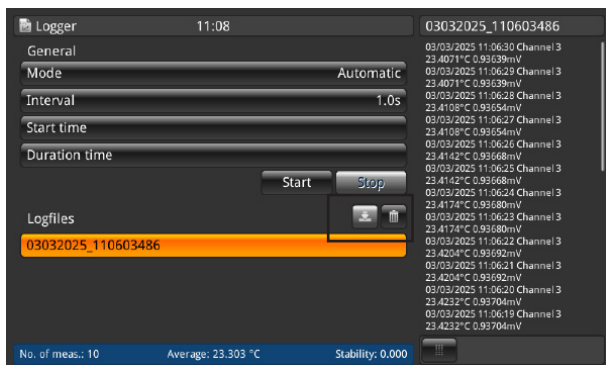 Logger 11:08
General
Mode Automatic
Interval 1.0s
Start time
Duration time
Start Stop
Logfiles
03032025_110603486
No. of meas.: 10 Average: 23.303 °C Stability: 0.000
03032025_110603486
03/03/2025 11:06:30 Channel 3
23.4071°C 0.93639mV
03/03/2025 11:06:29 Channel 3
23.4071°C 0.93639mV
03/03/2025 11:06:28 Channel 3
23.4108°C 0.93654mV
03/03/2025 11:06:27 Channel 3
23.4108°C 0.93654mV
03/03/2025 11:06:26 Channel 3
23.4142°C 0.93668mV
03/03/2025 11:06:25 Channel 3
23.4142°C 0.93668mV
03/03/2025 11:06:24 Channel 3
23.4174°C 0.93680mV
03/03/2025 11:06:23 Channel 3
23.4174°C 0.93680mV
03/03/2025 11:06:22 Channel 3
23.4204°C 0.93692mV
03/03/2025 11:06:21 Channel 3
23.4204°C 0.93692mV
03/03/2025 11:06:20 Channel 3
23.4232°C 0.93704mV
03/03/2025 11:06:19 Channel 3
23.4232°C 0.93704mV